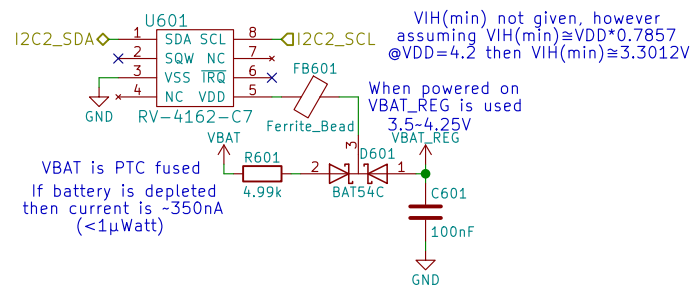 U601
I2C2_SDA
1
SDA
SCL
8
I2C2_SCL
2
SQW
NC
7
3
VSS
IRQ
6
4
NC
VDD
5
RV-4162-C7
GND
FB601
Ferrite_Bead
VIH(min) not given, however
assuming VIH(min)≅VDD*0.7857
@VDD=4.2 then VIH(min)≅3.3012V
When powered on
VBAT_REG is used
3.5~4.25V
VBAT_REG
VBAT
R601
4.99k
3
D601
2
1
BAT54C
C601
100nF
GND
VBAT is PTC fused
If battery is depleted
then current is ~350nA
(<1µWatt)